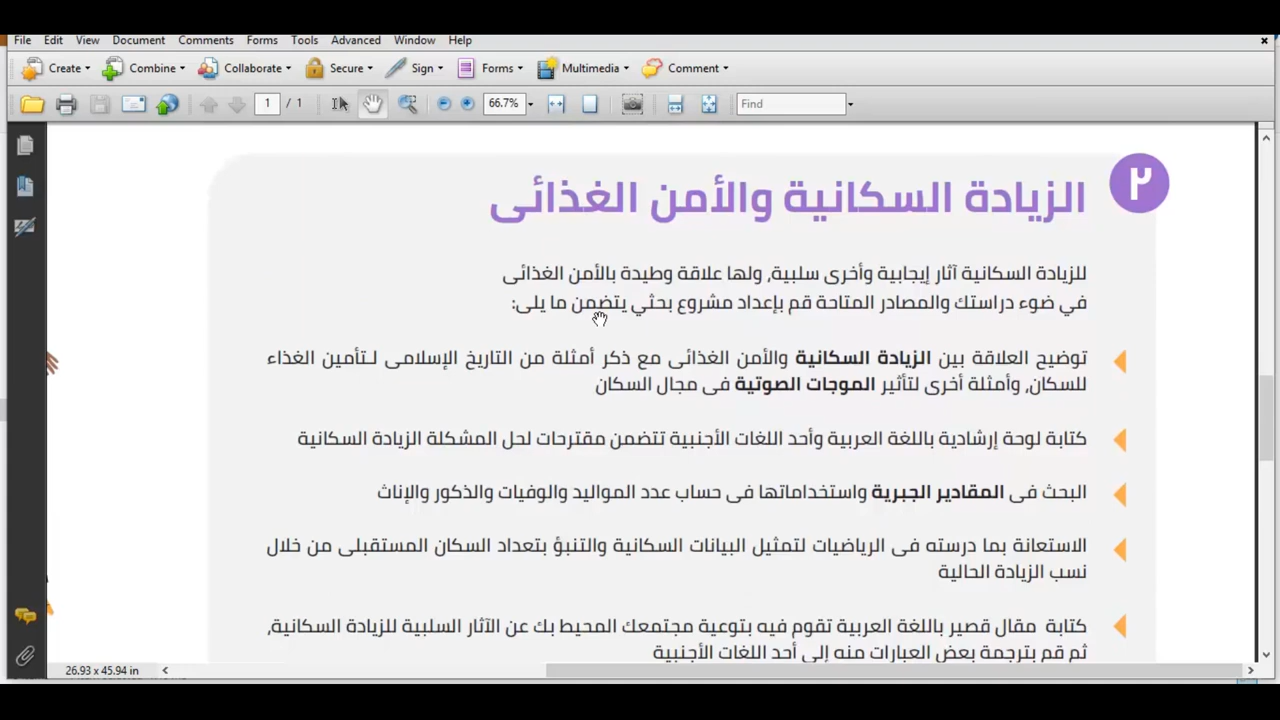 File Edit View Document Comments Forms Tools Advanced Window Help
Create Combine Collaborate Secure Sign Forms Multimedia Comment
1 / 1 66.7% Find
٢
الزيادة السكانية والأمن الغذائى
للزيادة السكانية آثار إيجابية وأخرى سلبية، ولها علاقة وطيدة بالأمن الغذائى
في ضوء دراستك والمصادر المتاحة قم بإعداد مشروع بحثي يتضمن ما يلى:
توضيح العلاقة بين الزيادة السكانية والأمن الغذائى مع ذكر أمثلة من التاريخ الإسلامى لـتأمين الغذاء
للسكان، وأمثلة أخرى لتأثير الموجات الصوتية فى مجال السكان
كتابة لوحة إرشادية باللغة العربية وأحد اللغات الأجنبية تتضمن مقترحات لحل المشكلة الزيادة السكانية
البحث فى المقادير الجبرية واستخداماتها فى حساب عدد المواليد والوفيات والذكور والإناث
الاستعانة بما درسته فى الرياضيات لتمثيل البيانات السكانية والتنبؤ بتعداد السكان المستقبلى من خلال
نسب الزيادة الحالية
كتابة مقال قصير باللغة العربية تقوم فيه بتوعية مجتمعك المحيط بك عن الآثار السلبية للزيادة السكانية،
ثم قم بترجمة بعض العبارات منه إلى أحد اللغات الأجنبية
26.93 x 45.94 in